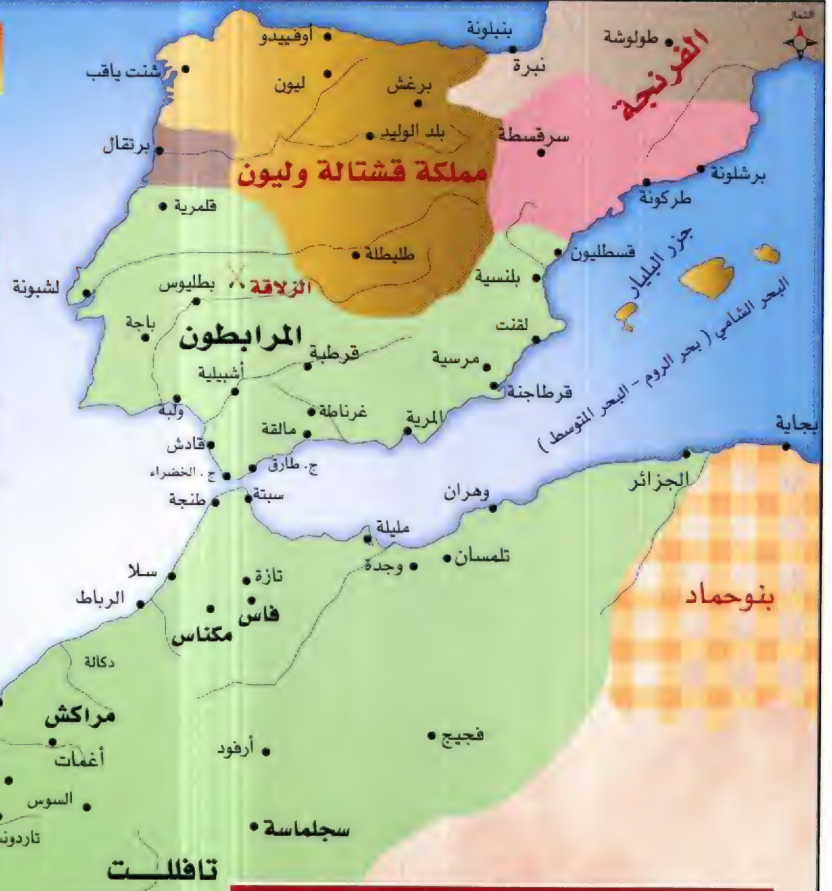 الشمال
أوفييدو
بنبلونة
طولوشة
نبرة
الفرنجة
شنت ياقب
ليون
برغش
برتقال
بلد الوليد
سرقسطة
مملكة قشتالة وليون
برشلونة
طركونة
قلمرية
طليطلة
قسطليون
جزر البليار
لشبونة
بطليوس
الزلاقة
بلنسية
البحر الشامي ( بحر الروم - البحر المتوسط )
باجة
المرابطون
لقنت
قرطبة
مرسية
أشبيلية
قرطاجنة
ولبة
غرناطة
المرية
مالقة
بجاية
قادش
ج. طارق
ج. الخضراء
الجزائر
طنجة
سبتة
وهران
مليلة
تلمسان
وجدة
سلا
تازة
الرباط
فاس
مكناس
بنوحماد
دكالة
مراكش
أغمات
أرفود
فجيج
السوس
سجلماسة
تافللت